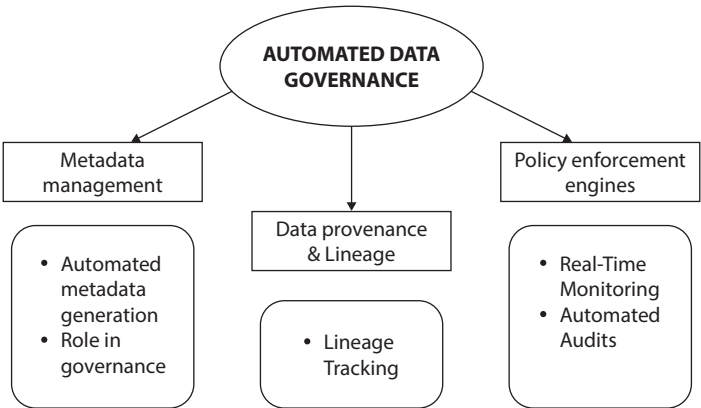 AUTOMATED DATA
GOVERNANCE
Metadata
management
Data provenance
& Lineage
Policy enforcement
engines
• Automated
metadata
generation
• Role in
governance
• Lineage
Tracking
• Real-Time
Monitoring
• Automated
Audits